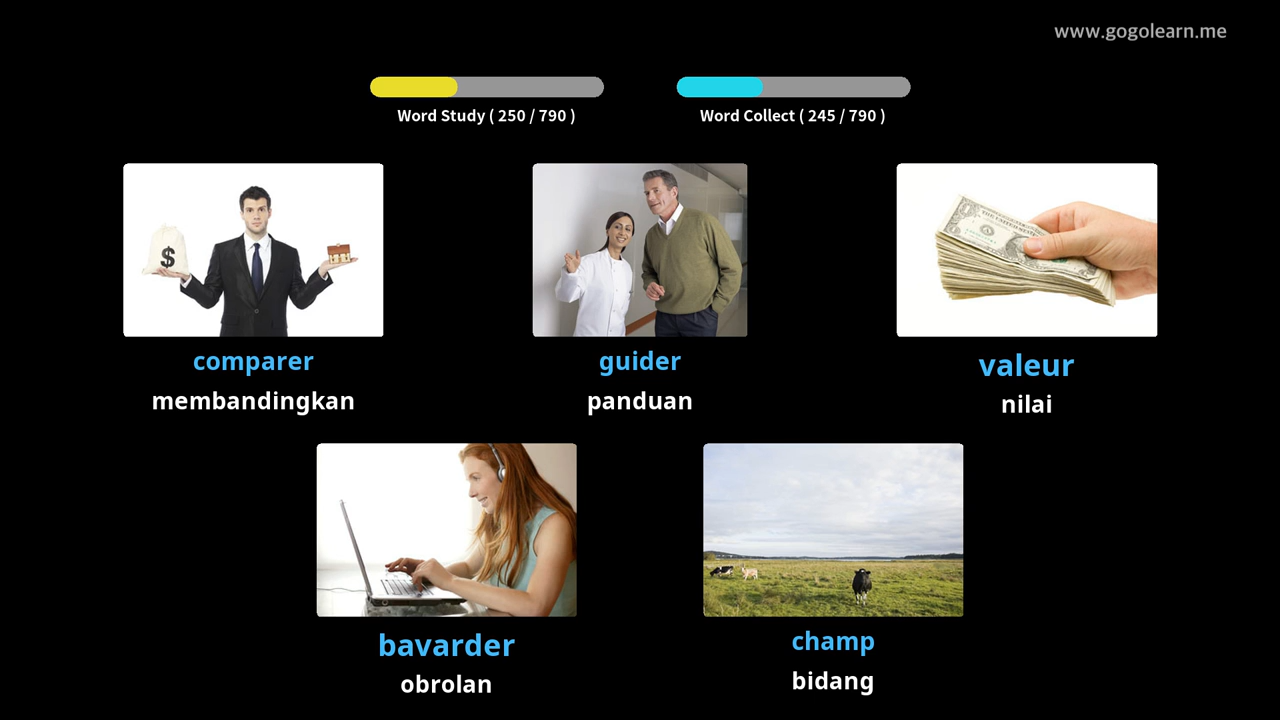 www.gogolearn.me
Word Study ( 250 / 790 )
Word Collect ( 245 / 790 )
$
comparer
membandingkan
guider
panduan
valeur
nilai
bavarder
obrolan
champ
bidang